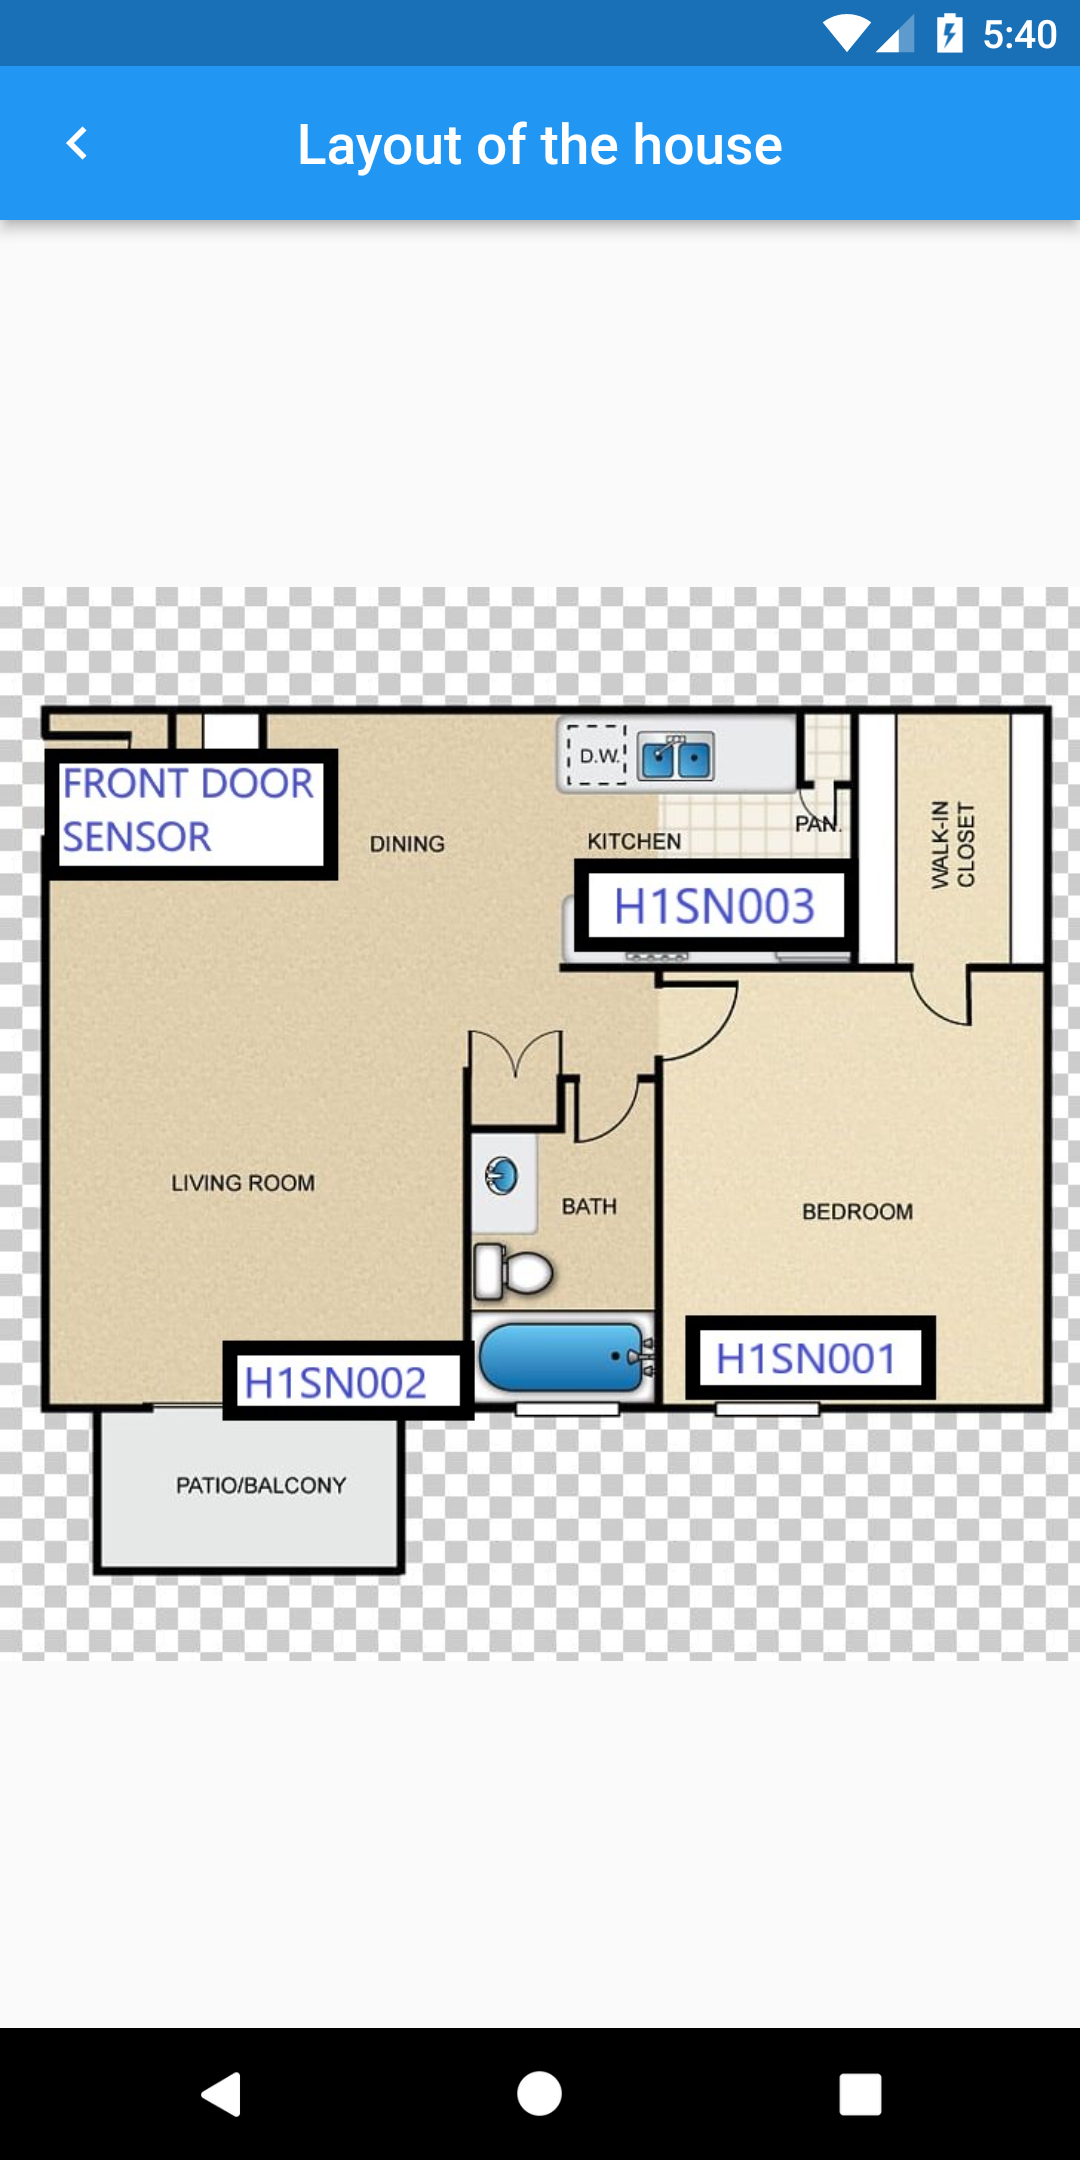 5:40
Layout of the house
FRONT DOOR
SENSOR
DINING
D.W.
KITCHEN
PAN.
WALK-IN
CLOSET
H1SN003
LIVING ROOM
BATH
BEDROOM
H1SN002
H1SN001
PATIO/BALCONY